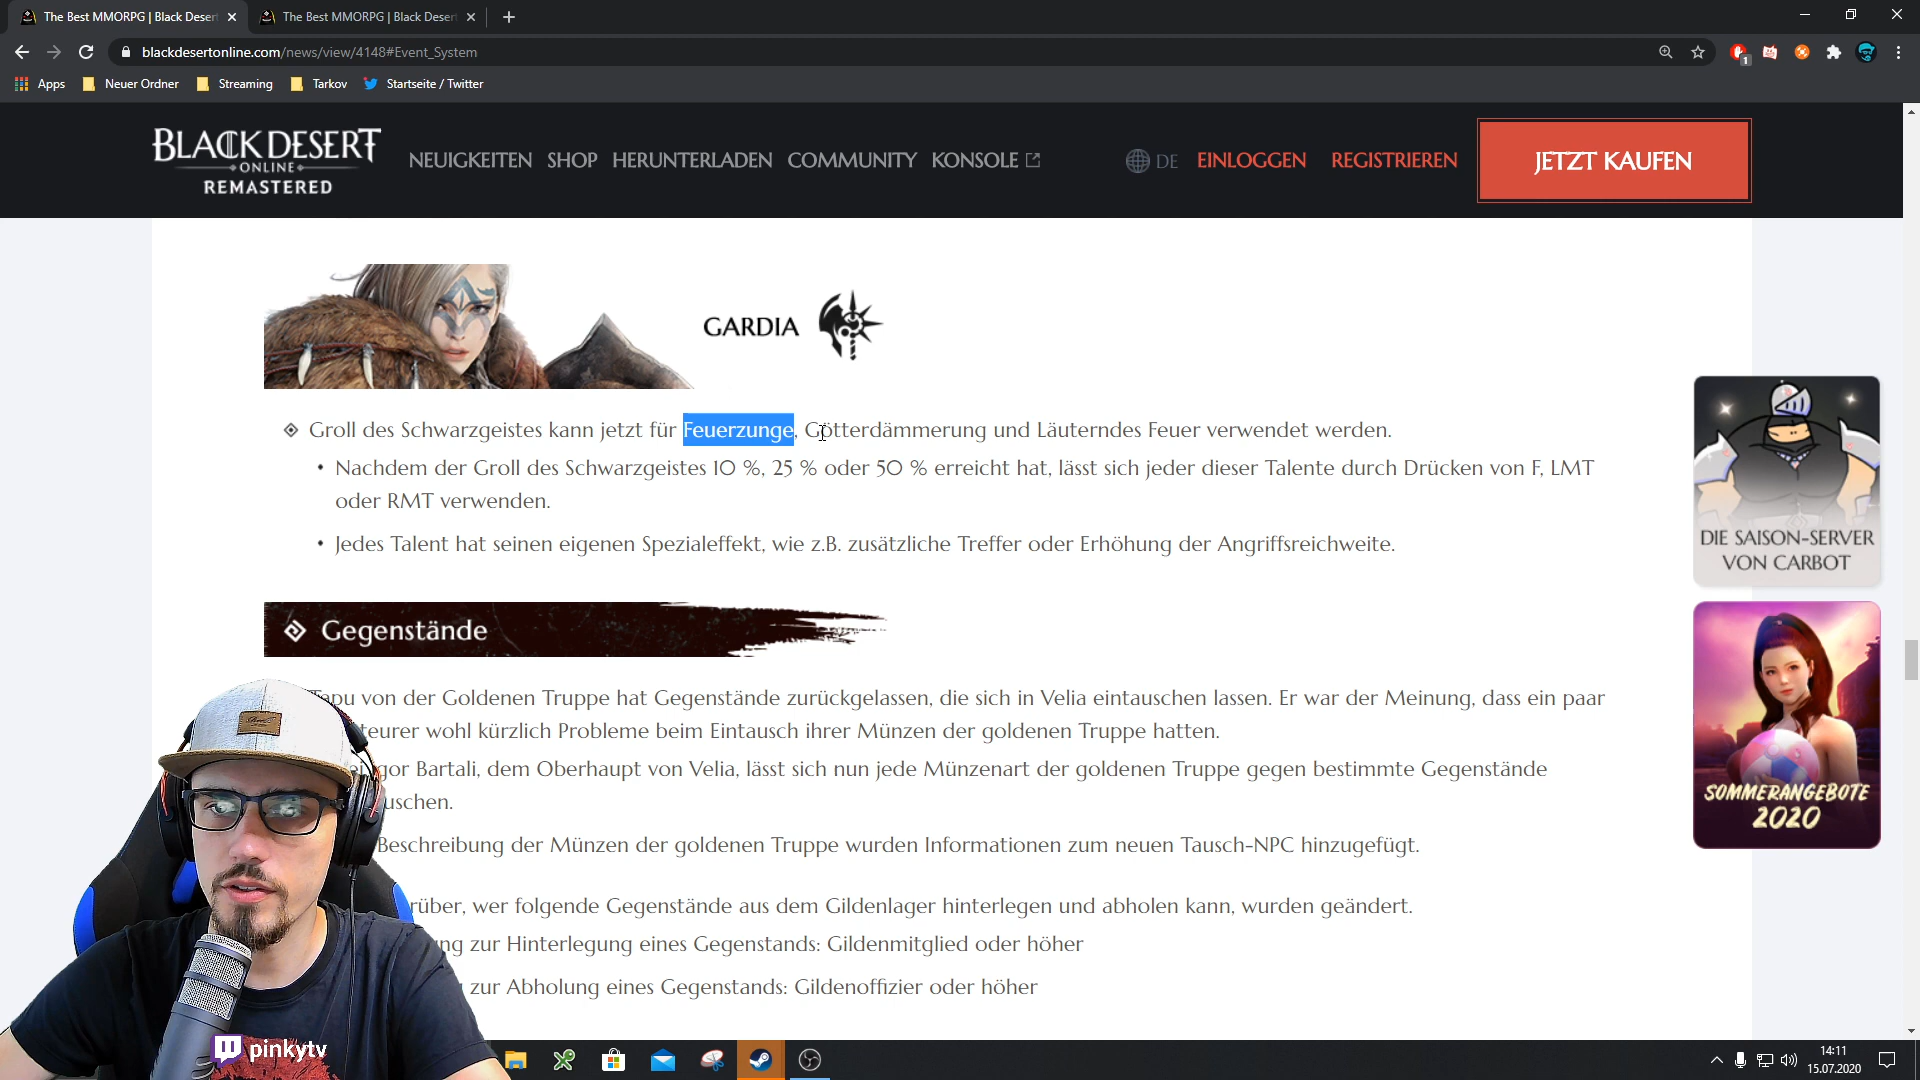 The Best MMORPG | Black Desert
The Best MMORPG | Black Desert
blackdesertonline.com/news/view/4148#Event_System
1
Apps
Neuer Ordner
Streaming
Tarkov
Startseite / Twitter
BLACK DESERT
ONLINE
REMASTERED
NEUIGKEITEN
SHOP
HERUNTERLADEN
COMMUNITY
KONSOLE
DE
EINLOGGEN
REGISTRIEREN
JETZT KAUFEN
GARDIA
Groll des Schwarzgeistes kann jetzt für Feuerzunge, Götterdämmerung und Läuterndes Feuer verwendet werden.
• Nachdem der Groll des Schwarzgeistes 10 %, 25 % oder 50 % erreicht hat, lässt sich jeder dieser Talente durch Drücken von F, LMT
oder RMT verwenden.
• Jedes Talent hat seinen eigenen Spezialeffekt, wie z.B. zusätzliche Treffer oder Erhöhung der Angriffsreichweite.
DIE SAISON-SERVER
VON CARBOT
Gegenstände
Tapu von der Goldenen Truppe hat Gegenstände zurückgelassen, die sich in Velia eintauschen lassen. Er war der Meinung, dass ein paar
teurer wohl kürzlich Probleme beim Eintausch ihrer Münzen der goldenen Truppe hatten.
gor Bartali, dem Oberhaupt von Velia, lässt sich nun jede Münzenart der goldenen Truppe gegen bestimmte Gegenstände
uschen.
Beschreibung der Münzen der goldenen Truppe wurden Informationen zum neuen Tausch-NPC hinzugefügt.
SOMMERANGEBOTE
2020
rüber, wer folgende Gegenstände aus dem Gildenlager hinterlegen und abholen kann, wurden geändert.
ng zur Hinterlegung eines Gegenstands: Gildenmitglied oder höher
zur Abholung eines Gegenstands: Gildenoffizier oder höher
pinkytv
14:11
15.07.2020